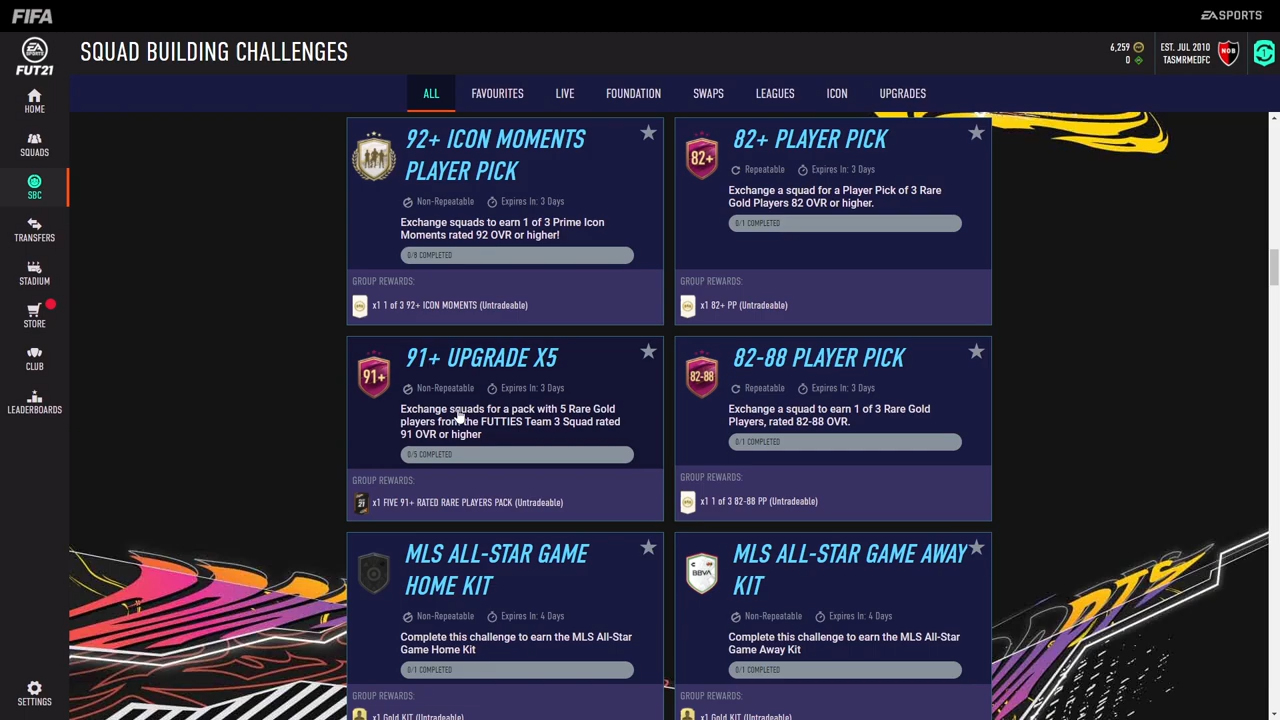 FIFA
EA SPORTS
EA SPORTS
FUT21
SQUAD BUILDING CHALLENGES
6,259
0
EST. JUL 2010
TASMRMEDFC
NOB
ALL
FAVOURITES
LIVE
FOUNDATION
SWAPS
LEAGUES
ICON
UPGRADES
HOME
SQUADS
SBC
TRANSFERS
STADIUM
STORE
CLUB
LEADERBOARDS
SETTINGS
92+ ICON MOMENTS
PLAYER PICK
Non-Repeatable
Expires In: 3 Days
Exchange squads to earn 1 of 3 Prime Icon
Moments rated 92 OVR or higher!
0/8 COMPLETED
GROUP REWARDS:
x1 1 of 3 92+ ICON MOMENTS (Untradeable)
82+
82+ PLAYER PICK
Repeatable
Expires In: 3 Days
Exchange a squad for a Player Pick of 3 Rare
Gold Players 82 OVR or higher.
0/1 COMPLETED
GROUP REWARDS:
x1 82+ PP (Untradeable)
91+
91+ UPGRADE X5
Non-Repeatable
Expires In: 3 Days
Exchange squads for a pack with 5 Rare Gold
players from the FUTTIES Team 3 Squad rated
91 OVR or higher
0/5 COMPLETED
GROUP REWARDS:
x1 FIVE 91+ RATED RARE PLAYERS PACK (Untradeable)
82-88
82-88 PLAYER PICK
Repeatable
Expires In: 3 Days
Exchange a squad to earn 1 of 3 Rare Gold
Players, rated 82-88 OVR.
0/1 COMPLETED
GROUP REWARDS:
x1 1 of 3 82-88 PP (Untradeable)
MLS ALL-STAR GAME
HOME KIT
Non-Repeatable
Expires In: 4 Days
Complete this challenge to earn the MLS All-Star
Game Home Kit
0/1 COMPLETED
GROUP REWARDS:
x1 Gold KIT (Untradeable)
BBVA
MLS ALL-STAR GAME AWAY
KIT
Non-Repeatable
Expires In: 4 Days
Complete this challenge to earn the MLS All-Star
Game Away Kit
0/1 COMPLETED
GROUP REWARDS:
x1 Gold KIT (Untradeable)